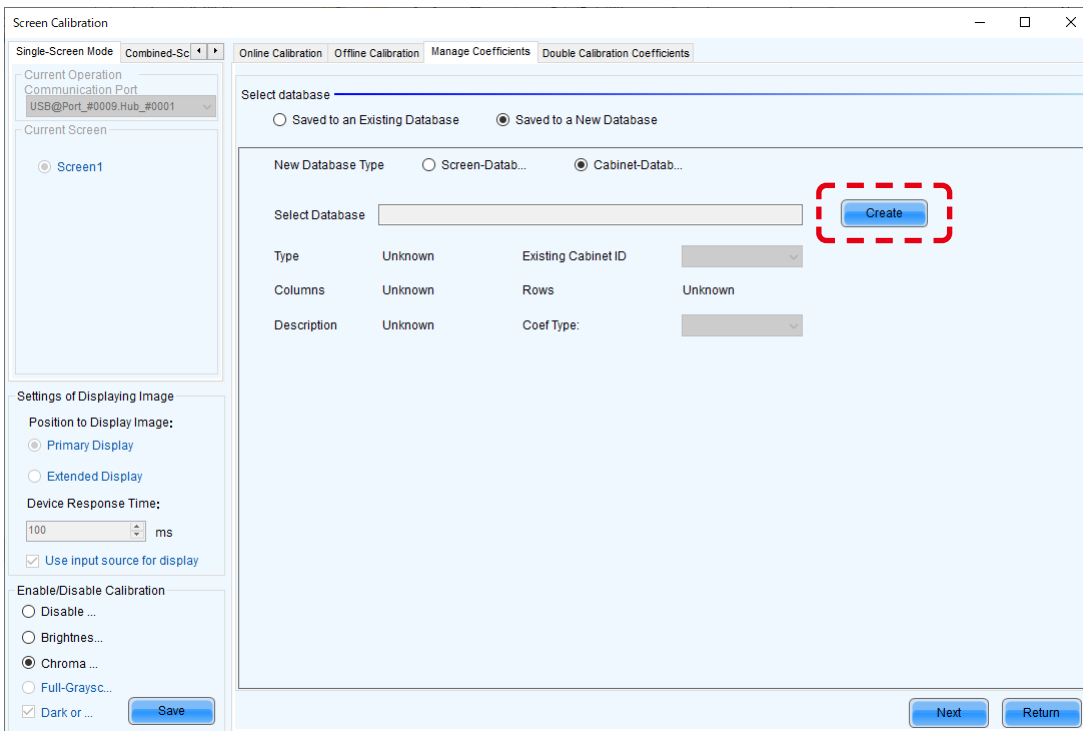 Screen Calibration
Single-Screen Mode
Combined-Sc
Current Operation
Communication Port
USB@Port_#0009.Hub_#0001
Current Screen
Screen1
Settings of Displaying Image
Position to Display Image:
Primary Display
Extended Display
Device Response Time:
100 ms
Use input source for display
Enable/Disable Calibration
Disable ...
Brightnes...
Chroma ...
Full-Graysc...
Dark or ...
Save
Online Calibration
Offline Calibration
Manage Coefficients
Double Calibration Coefficients
Select database
Saved to an Existing Database
Saved to a New Database
New Database Type
Screen-Datab...
Cabinet-Datab...
Select Database
Create
Type Unknown
Existing Cabinet ID
Columns Unknown
Rows Unknown
Description Unknown
Coef Type:
Next
Return